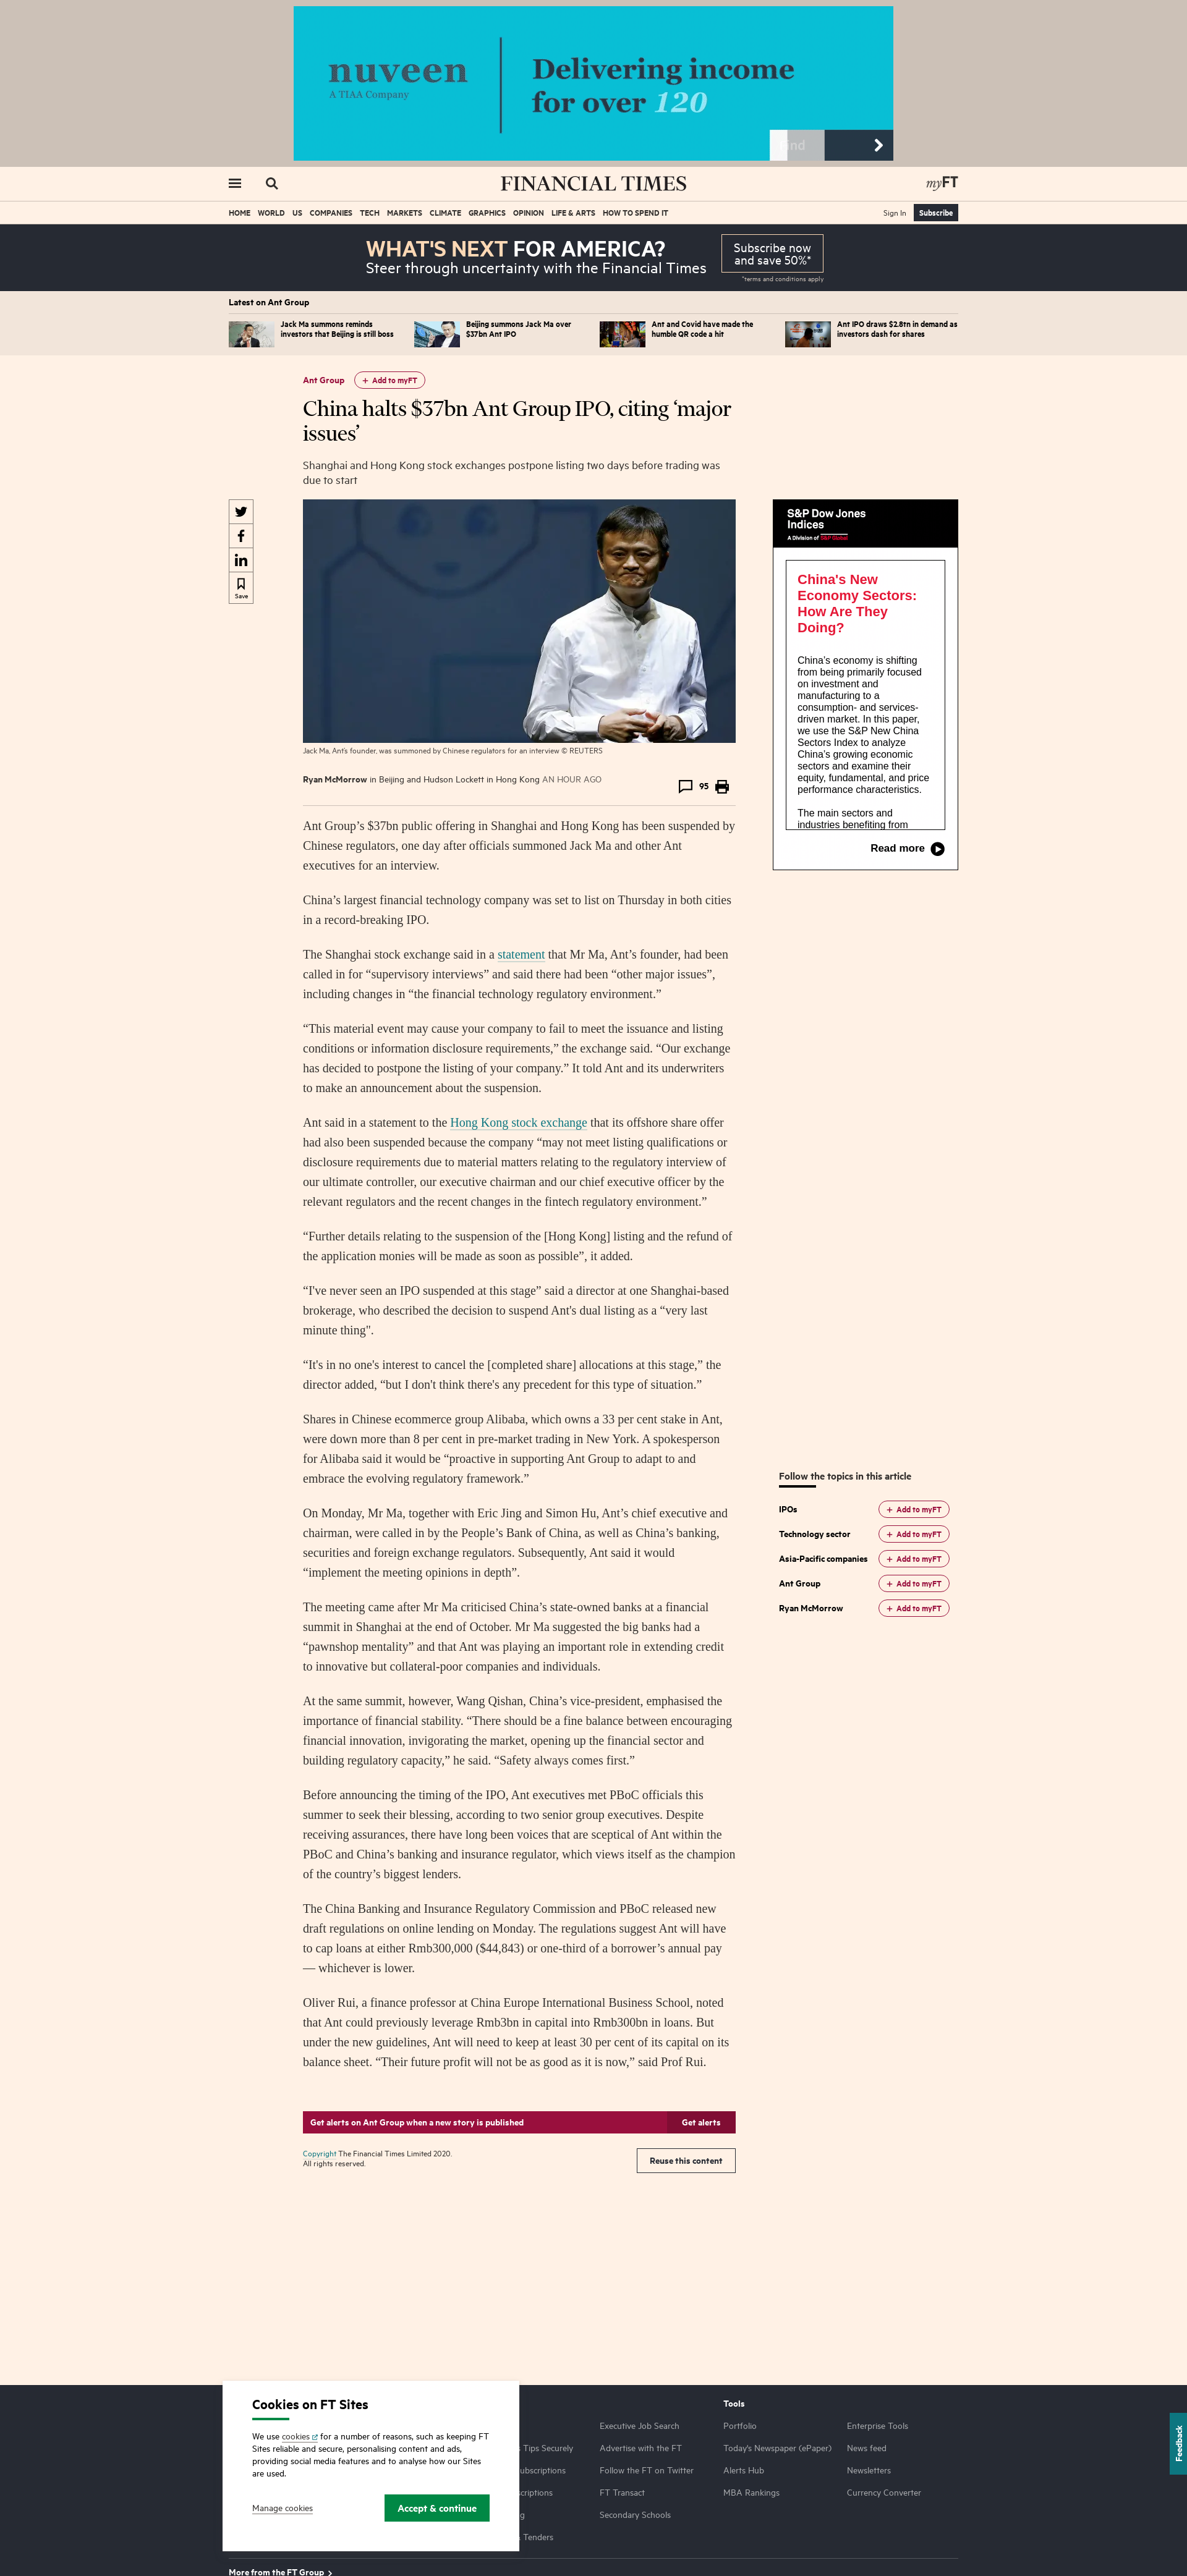 nuveen
A TIAA Company
Delivering income
for over 120
FINANCIAL TIMES
myFT
HOME WORLD US COMPANIES TECH MARKETS CLIMATE GRAPHICS OPINION LIFE & ARTS HOW TO SPEND IT
Sign In Subscribe
WHAT'S NEXT FOR AMERICA?
Steer through uncertainty with the Financial Times
Subscribe now
and save 50%*
*terms and conditions apply
Latest on Ant Group
Jack Ma summons reminds
investors that Beijing is still boss
Beijing summons Jack Ma over
$37bn Ant IPO
Ant and Covid have made the
humble QR code a hit
Ant IPO draws $2.8tn in demand as
investors dash for shares
Ant Group + Add to myFT
China halts $37bn Ant Group IPO, citing ‘major
issues’
Shanghai and Hong Kong stock exchanges postpone listing two days before trading was
due to start
Save
Jack Ma, Ant’s founder, was summoned by Chinese regulators for an interview © REUTERS
Ryan McMorrow in Beijing and Hudson Lockett in Hong Kong AN HOUR AGO
95
S&P Dow Jones
Indices
A Division of S&P Global
China's New
Economy Sectors:
How Are They
Doing?
China's economy is shifting
from being primarily focused
on investment and
manufacturing to a
consumption- and services-
driven market. In this paper,
we use the S&P New China
Sectors Index to analyze
China's growing economic
sectors and examine their
equity, fundamental, and price
performance characteristics.
The main sectors and
industries benefiting from
Read more
Ant Group’s $37bn public offering in Shanghai and Hong Kong has been suspended by
Chinese regulators, one day after officials summoned Jack Ma and other Ant
executives for an interview.
China’s largest financial technology company was set to list on Thursday in both cities
in a record-breaking IPO.
The Shanghai stock exchange said in a statement that Mr Ma, Ant’s founder, had been
called in for “supervisory interviews” and said there had been “other major issues”,
including changes in “the financial technology regulatory environment.”
“This material event may cause your company to fail to meet the issuance and listing
conditions or information disclosure requirements,” the exchange said. “Our exchange
has decided to postpone the listing of your company.” It told Ant and its underwriters
to make an announcement about the suspension.
Ant said in a statement to the Hong Kong stock exchange that its offshore share offer
had also been suspended because the company “may not meet listing qualifications or
disclosure requirements due to material matters relating to the regulatory interview of
our ultimate controller, our executive chairman and our chief executive officer by the
relevant regulators and the recent changes in the fintech regulatory environment.”
“Further details relating to the suspension of the [Hong Kong] listing and the refund of
the application monies will be made as soon as possible”, it added.
“I've never seen an IPO suspended at this stage” said a director at one Shanghai-based
brokerage, who described the decision to suspend Ant's dual listing as a “very last
minute thing".
“It's in no one's interest to cancel the [completed share] allocations at this stage,” the
director added, “but I don't think there's any precedent for this type of situation.”
Shares in Chinese ecommerce group Alibaba, which owns a 33 per cent stake in Ant,
were down more than 8 per cent in pre-market trading in New York. A spokesperson
for Alibaba said it would be “proactive in supporting Ant Group to adapt to and
embrace the evolving regulatory framework.”
On Monday, Mr Ma, together with Eric Jing and Simon Hu, Ant’s chief executive and
chairman, were called in by the People’s Bank of China, as well as China’s banking,
securities and foreign exchange regulators. Subsequently, Ant said it would
“implement the meeting opinions in depth”.
The meeting came after Mr Ma criticised China’s state-owned banks at a financial
summit in Shanghai at the end of October. Mr Ma suggested the big banks had a
“pawnshop mentality” and that Ant was playing an important role in extending credit
to innovative but collateral-poor companies and individuals.
At the same summit, however, Wang Qishan, China’s vice-president, emphasised the
importance of financial stability. “There should be a fine balance between encouraging
financial innovation, invigorating the market, opening up the financial sector and
building regulatory capacity,” he said. “Safety always comes first.”
Before announcing the timing of the IPO, Ant executives met PBoC officials this
summer to seek their blessing, according to two senior group executives. Despite
receiving assurances, there have long been voices that are sceptical of Ant within the
PBoC and China’s banking and insurance regulator, which views itself as the champion
of the country’s biggest lenders.
The China Banking and Insurance Regulatory Commission and PBoC released new
draft regulations on online lending on Monday. The regulations suggest Ant will have
to cap loans at either Rmb300,000 ($44,843) or one-third of a borrower’s annual pay
— whichever is lower.
Oliver Rui, a finance professor at China Europe International Business School, noted
that Ant could previously leverage Rmb3bn in capital into Rmb300bn in loans. But
under the new guidelines, Ant will need to keep at least 30 per cent of its capital on its
balance sheet. “Their future profit will not be as good as it is now,” said Prof Rui.
Follow the topics in this article
IPOs + Add to myFT
Technology sector + Add to myFT
Asia-Pacific companies + Add to myFT
Ant Group + Add to myFT
Ryan McMorrow + Add to myFT
Get alerts on Ant Group when a new story is published Get alerts
Copyright The Financial Times Limited 2020.
All rights reserved.
Reuse this content
Cookies on FT Sites
We use cookies for a number of reasons, such as keeping FT
Sites reliable and secure, personalising content and ads,
providing social media features and to analyse how our Sites
are used.
Manage cookies Accept & continue
Tips Securely
Tenders
Executive Job Search
Advertise with the FT
Follow the FT on Twitter
FT Transact
Secondary Schools
Tools
Portfolio
Today's Newspaper (ePaper)
Alerts Hub
MBA Rankings
Enterprise Tools
News feed
Newsletters
Currency Converter
Feedback
More from the FT Group